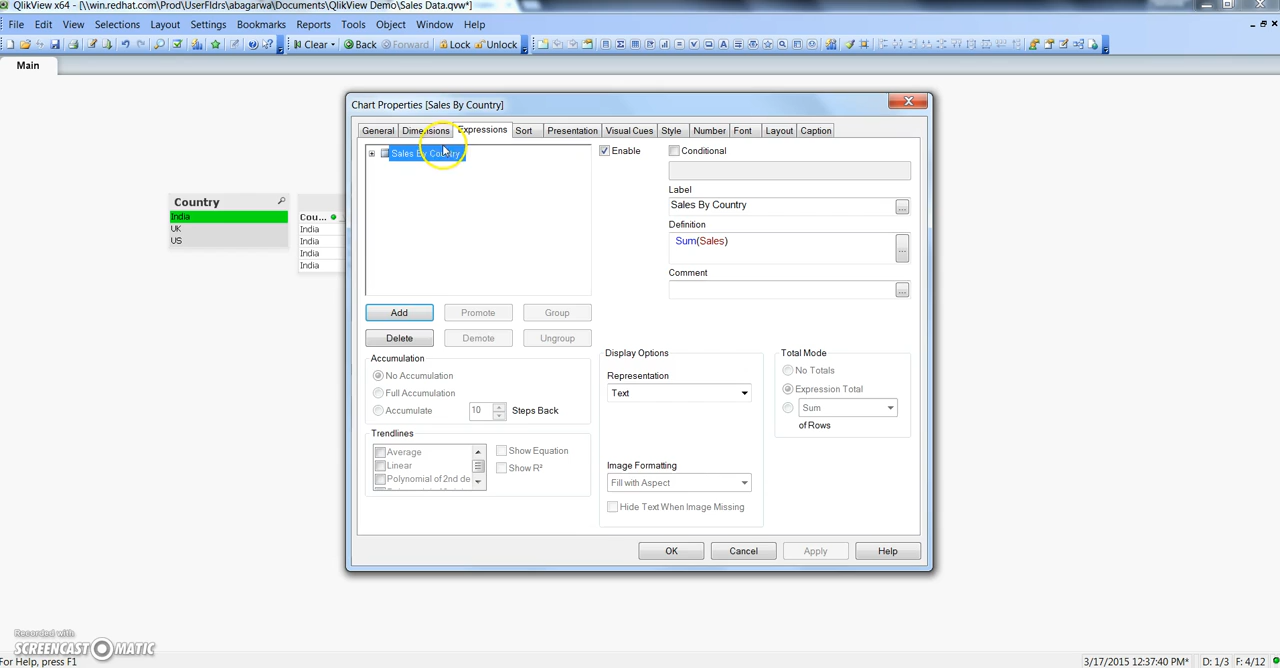 QlikView x64 - [\\win.redhat.com\Prod\UserFldrs\abagarwa\Documents\QlikView Demo\Sales Data.qvw*]
File Edit View Selections Layout Settings Bookmarks Reports Tools Object Window Help
Clear Back Forward Lock Unlock
Main
Chart Properties [Sales By Country]
General Dimensions Expressions Sort Presentation Visual Cues Style Number Font Layout Caption
Sales By Country
Enable
Conditional
Label
Sales By Country
...
Definition
Sum(Sales)
...
Comment
...
Country
India
UK
US
Cou...
India
India
India
India
Add Promote Group
Delete Demote Ungroup
Accumulation
No Accumulation
Full Accumulation
Accumulate 10 Steps Back
Trendlines
Average
Linear
Polynomial of 2nd de
Show Equation
Show R²
Display Options
Representation
Text
Image Formatting
Fill with Aspect
Hide Text When Image Missing
Total Mode
No Totals
Expression Total
Sum
of Rows
OK Cancel Apply Help
Recorded with
SCREENCAST MATIC
For Help, press F1
3/17/2015 12:37:40 PM* D: 1/3 F: 4/12